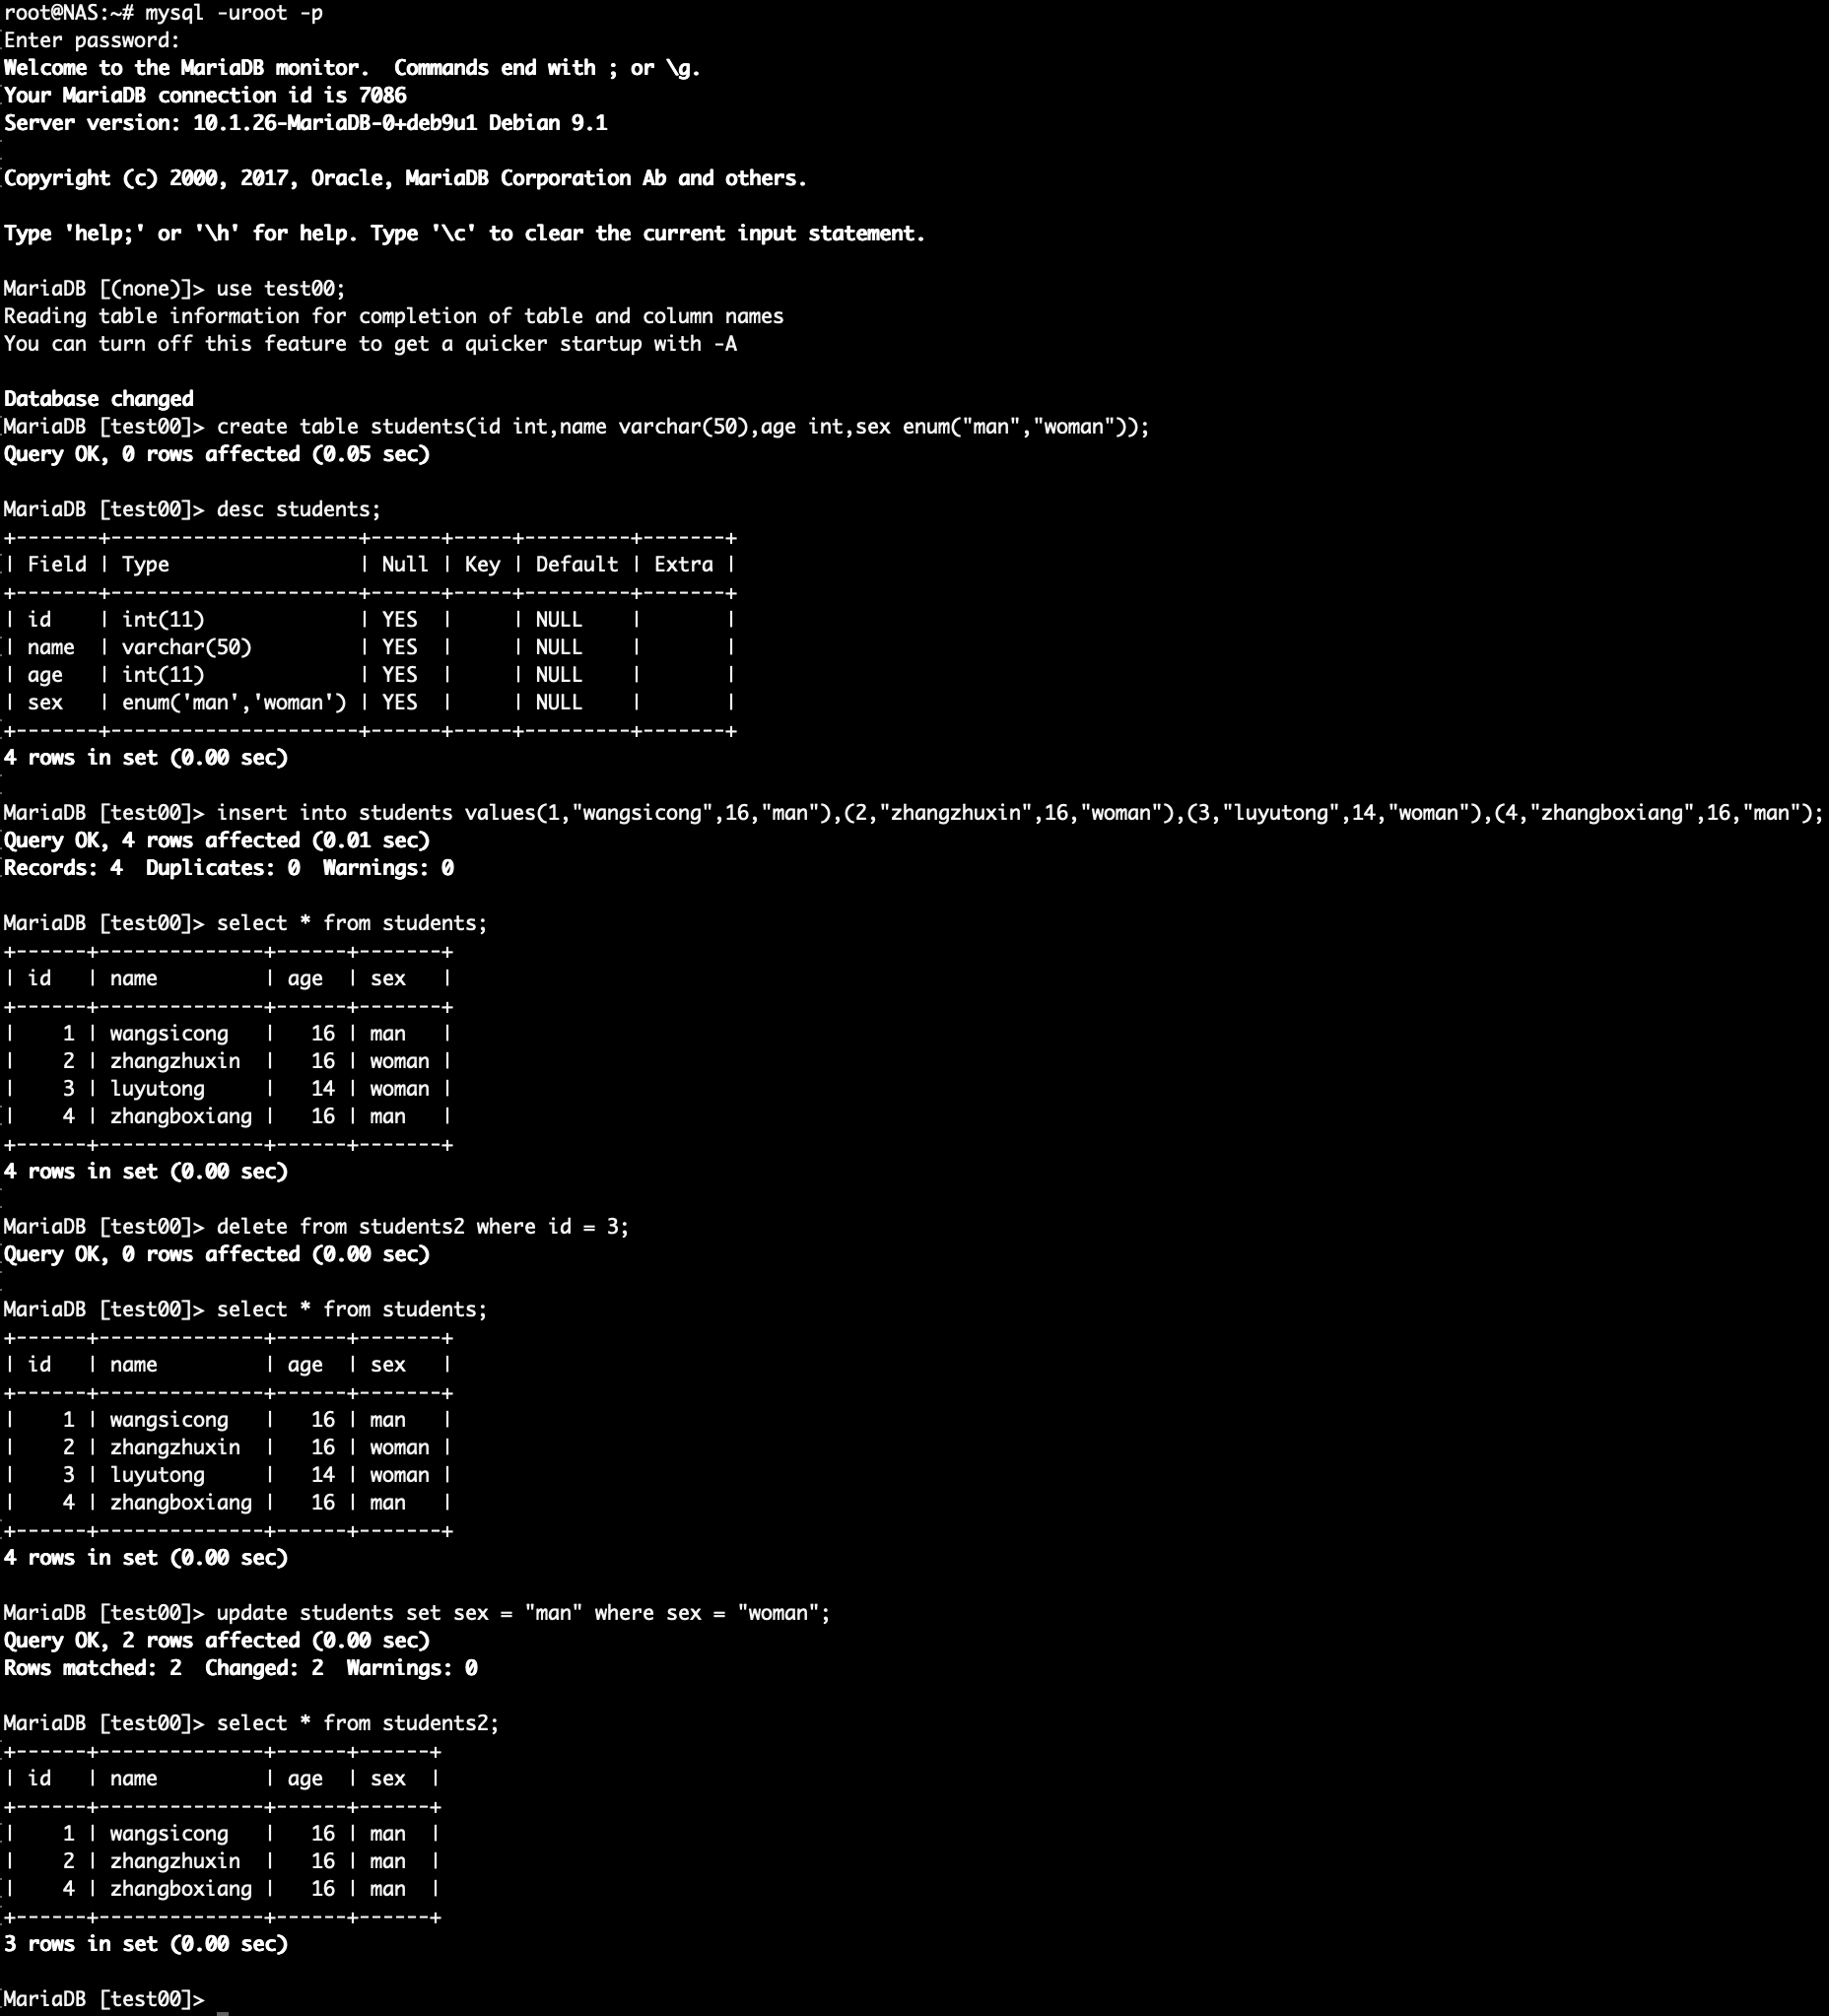 root@NAS:~# mysql -uroot -p
Enter password:
Welcome to the MariaDB monitor.  Commands end with ; or \g.
Your MariaDB connection id is 7086
Server version: 10.1.26-MariaDB-0+deb9u1 Debian 9.1

Copyright (c) 2000, 2017, Oracle, MariaDB Corporation Ab and others.

Type 'help;' or '\h' for help. Type '\c' to clear the current input statement.

MariaDB [(none)]> use test00;
Reading table information for completion of table and column names
You can turn off this feature to get a quicker startup with -A

Database changed
MariaDB [test00]> create table students(id int,name varchar(50),age int,sex enum("man","woman"));
Query OK, 0 rows affected (0.05 sec)

MariaDB [test00]> desc students;
+-------+---------------------+------+-----+---------+-------+
| Field | Type                | Null | Key | Default | Extra |
+-------+---------------------+------+-----+---------+-------+
| id    | int(11)             | YES  |     | NULL    |       |
| name  | varchar(50)         | YES  |     | NULL    |       |
| age   | int(11)             | YES  |     | NULL    |       |
| sex   | enum('man','woman') | YES  |     | NULL    |       |
+-------+---------------------+------+-----+---------+-------+
4 rows in set (0.00 sec)

MariaDB [test00]> insert into students values(1,"wangsicong",16,"man"),(2,"zhangzhuxin",16,"woman"),(3,"luyutong",14,"woman"),(4,"zhangboxiang",16,"man");
Query OK, 4 rows affected (0.01 sec)
Records: 4  Duplicates: 0  Warnings: 0

MariaDB [test00]> select * from students;
+------+--------------+------+-------+
| id   | name         | age  | sex   |
+------+--------------+------+-------+
|    1 | wangsicong   |   16 | man   |
|    2 | zhangzhuxin  |   16 | woman |
|    3 | luyutong     |   14 | woman |
|    4 | zhangboxiang |   16 | man   |
+------+--------------+------+-------+
4 rows in set (0.00 sec)

MariaDB [test00]> delete from students2 where id = 3;
Query OK, 0 rows affected (0.00 sec)

MariaDB [test00]> select * from students;
+------+--------------+------+-------+
| id   | name         | age  | sex   |
+------+--------------+------+-------+
|    1 | wangsicong   |   16 | man   |
|    2 | zhangzhuxin  |   16 | woman |
|    3 | luyutong     |   14 | woman |
|    4 | zhangboxiang |   16 | man   |
+------+--------------+------+-------+
4 rows in set (0.00 sec)

MariaDB [test00]> update students set sex = "man" where sex = "woman";
Query OK, 2 rows affected (0.00 sec)
Rows matched: 2  Changed: 2  Warnings: 0

MariaDB [test00]> select * from students2;
+------+--------------+------+------+
| id   | name         | age  | sex  |
+------+--------------+------+------+
|    1 | wangsicong   |   16 | man  |
|    2 | zhangzhuxin  |   16 | man  |
|    4 | zhangboxiang |   16 | man  |
+------+--------------+------+------+
3 rows in set (0.00 sec)

MariaDB [test00]>